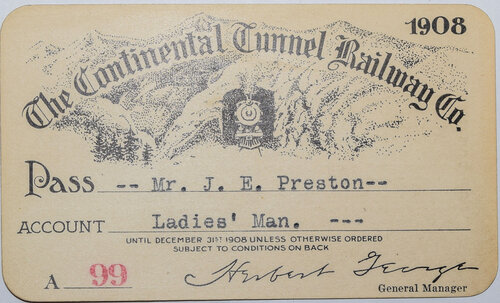 1908
The Continental Tunnel Railway Co.
Pass -- Mr. J. E. Preston--
ACCOUNT Ladies' Man. ---
UNTIL DECEMBER 31ST 1908 UNLESS OTHERWISE ORDERED
SUBJECT TO CONDITIONS ON BACK
A 99 Herbert George
General Manager